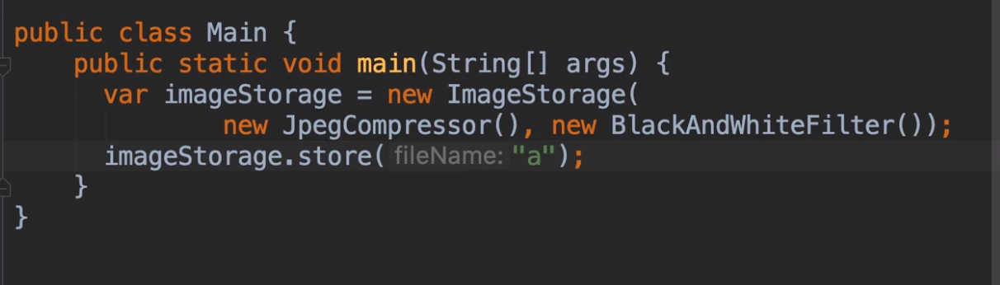 public class Main {
public static void main(String[] args) {
var imageStorage = new ImageStorage(
new JpegCompressor(), new BlackAndWhiteFilter());
imageStorage.store( fileName: "a");
}
}